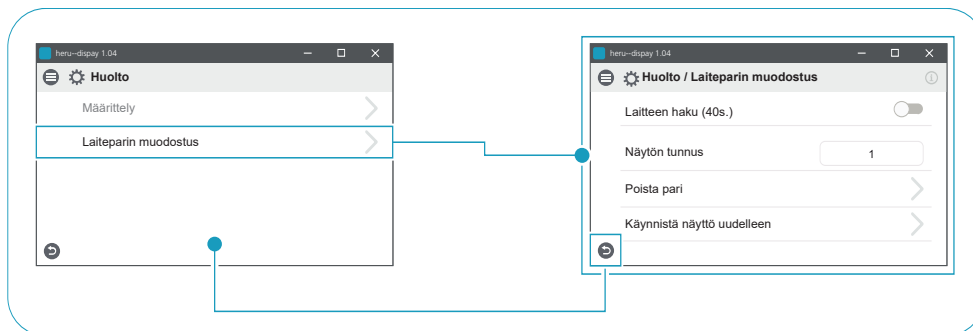 heru--dispay 1.04
Huolto
Määrittely
Laiteparin muodostus
heru--dispay 1.04
Huolto / Laiteparin muodostus
Laitteen haku (40s.)
Näytön tunnus 1
Poista pari
Käynnistä näyttö uudelleen